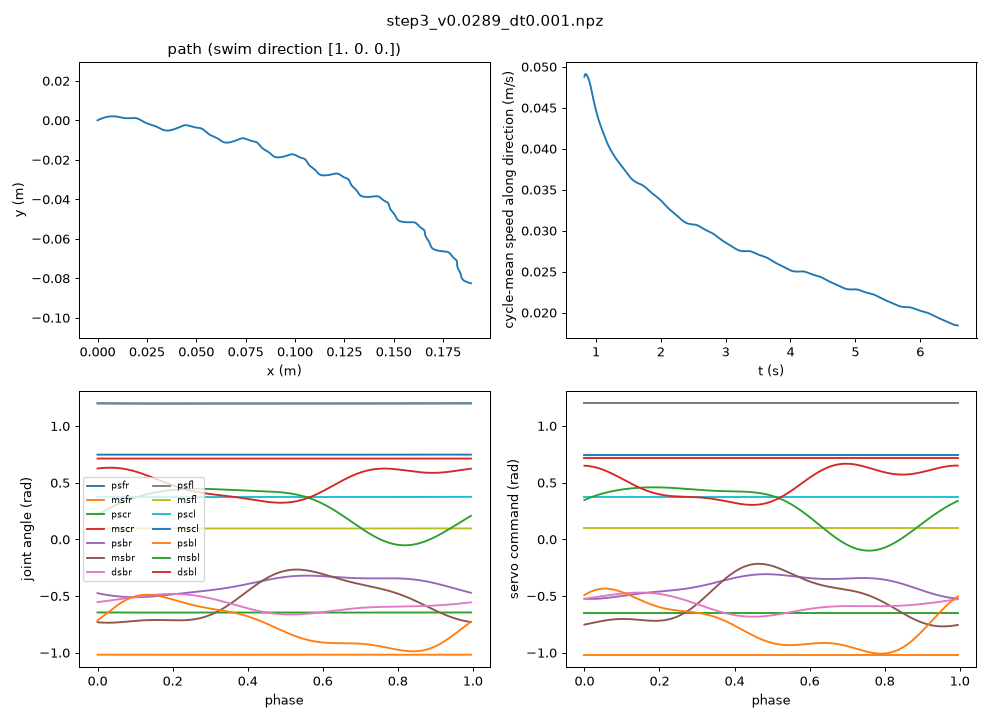 step3_v0.0289_dt0.001.npz
path (swim direction [1. 0. 0.])
0.02
0.00
−0.02
−0.04
−0.06
−0.08
−0.10
y (m)
0.000 0.025 0.050 0.075 0.100 0.125 0.150 0.175
x (m)
0.050
0.045
0.040
0.035
0.030
0.025
0.020
cycle-mean speed along direction (m/s)
1 2 3 4 5 6
t (s)
1.0
0.5
0.0
−0.5
−1.0
joint angle (rad)
psfr psfl
msfr msfl
pscr pscl
mscr mscl
psbr psbl
msbr msbl
dsbr dsbl
0.0 0.2 0.4 0.6 0.8 1.0
phase
1.0
0.5
0.0
−0.5
−1.0
servo command (rad)
0.0 0.2 0.4 0.6 0.8 1.0
phase